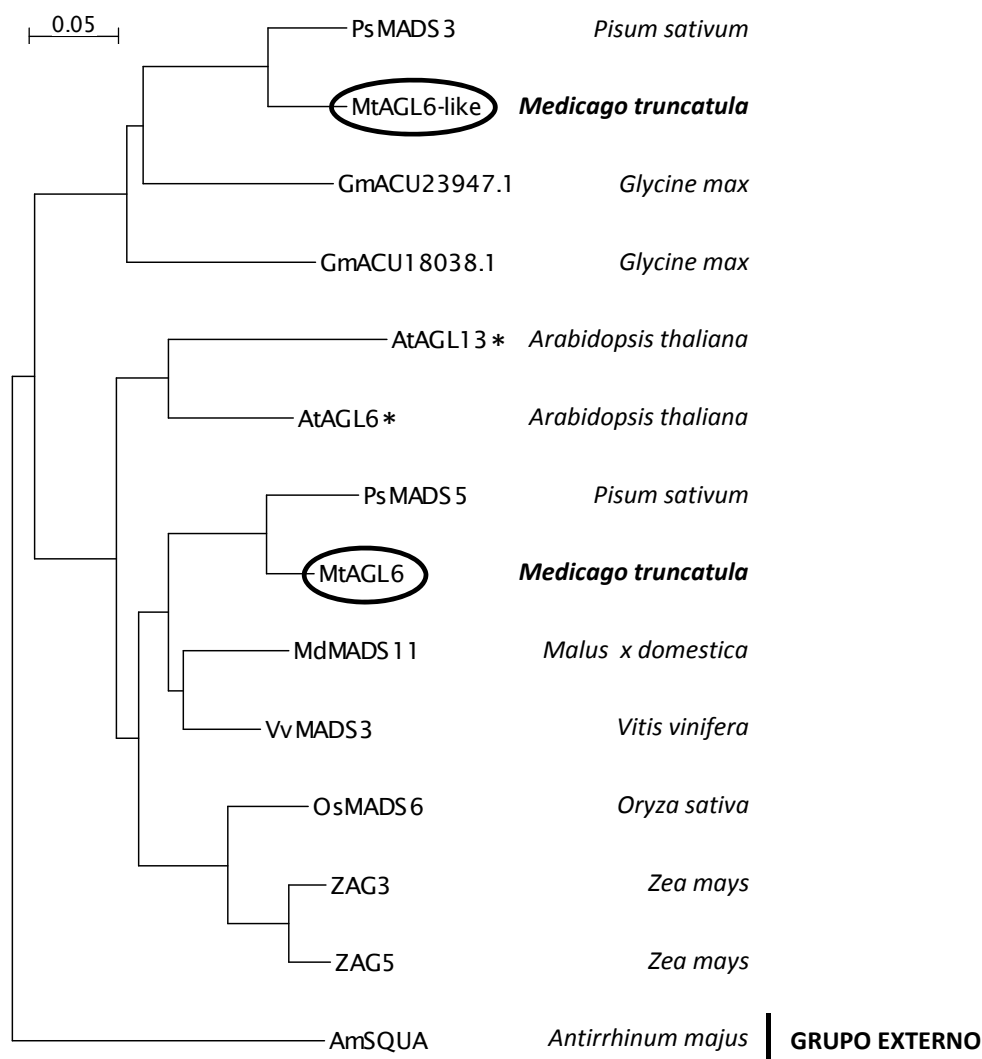 0.05
PsMADS3 Pisum sativum
MtAGL6-like Medicago truncatula
GmACU23947.1 Glycine max
GmACU18038.1 Glycine max
AtAGL13* Arabidopsis thaliana
AtAGL6* Arabidopsis thaliana
PsMADS5 Pisum sativum
MtAGL6 Medicago truncatula
MdMADS11 Malus x domestica
VvMADS3 Vitis vinifera
OsMADS6 Oryza sativa
ZAG3 Zea mays
ZAG5 Zea mays
AmSQUA Antirrhinum majus GRUPO EXTERNO